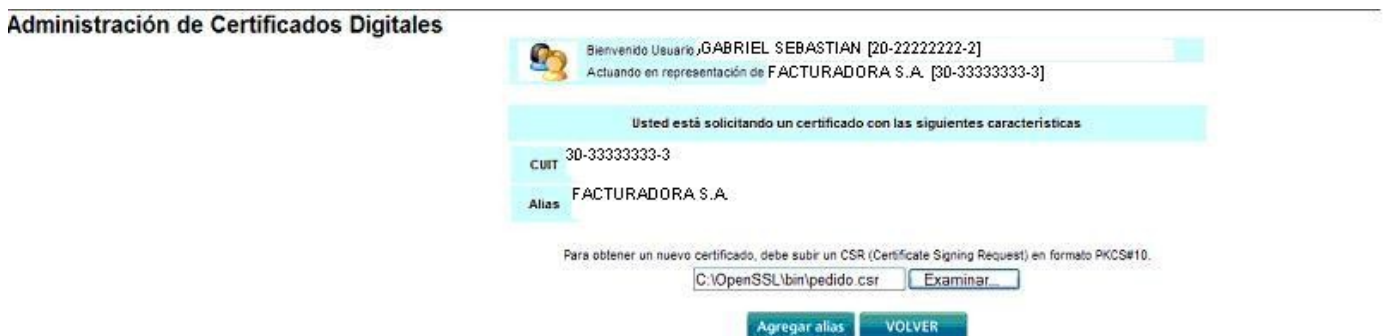 Administración de Certificados Digitales
Bienvenido Usuario, GABRIEL SEBASTIAN [20-22222222-2]
Actuando en representación de FACTURADORA S.A. [30-33333333-3]
Usted está solicitando un certificado con las siguientes características
CUIT 30-33333333-3
Alias FACTURADORA S.A.
Para obtener un nuevo certificado, debe subir un CSR (Certificate Signing Request) en formato PKCS#10.
C:\OpenSSL\bin\pedido.csr Examinar...
Agregar alias VOLVER